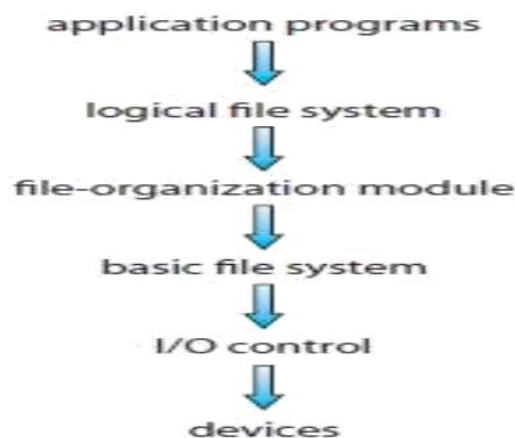 application programs
logical file system
file-organization module
basic file system
I/O control
devices